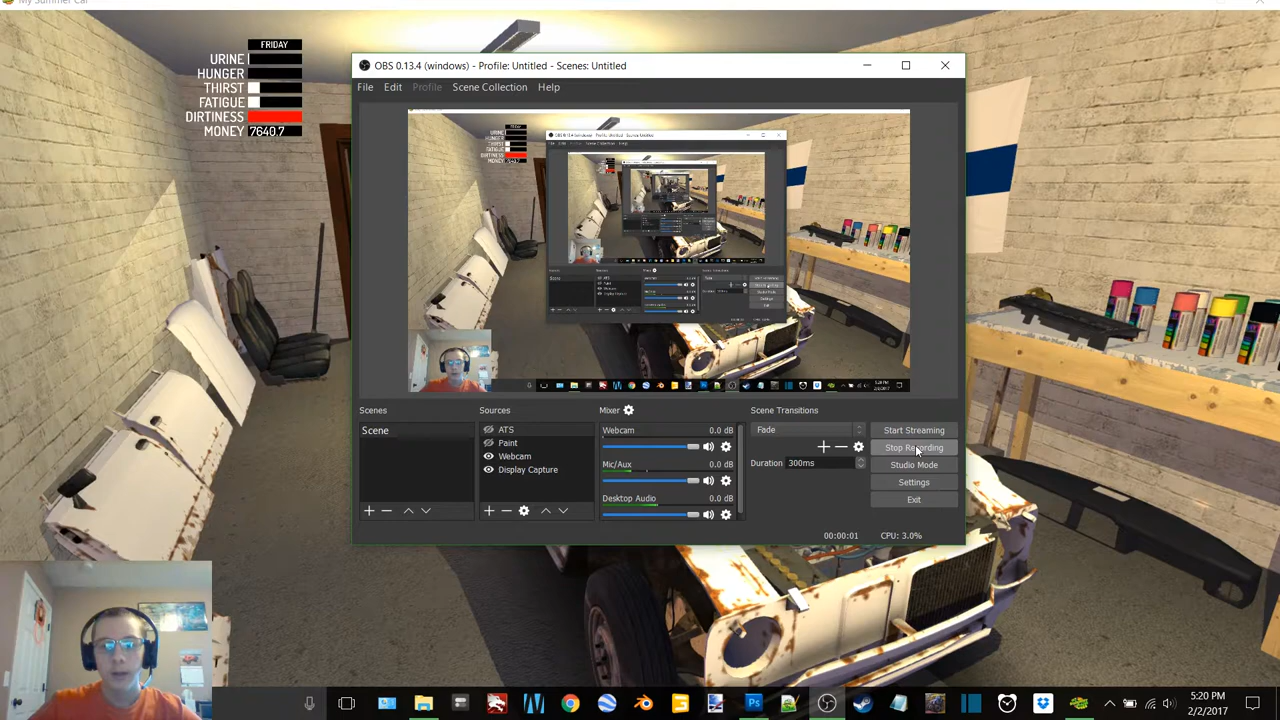 My Summer Car
FRIDAY
URINE
HUNGER
THIRST
FATIGUE
DIRTINESS
MONEY 7640.7
OBS 0.13.4 (windows) - Profile: Untitled - Scenes: Untitled
File Edit Profile Scene Collection Help
Scenes
Scene
Sources
ATS
Paint
Webcam
Display Capture
Mixer
Webcam 0.0 dB
Mic/Aux 0.0 dB
Desktop Audio 0.0 dB
Scene Transitions
Fade
Duration 300ms
Start Streaming
Stop Recording
Studio Mode
Settings
Exit
00:00:01 CPU: 3.0%
Ps
5:20 PM
2/2/2017